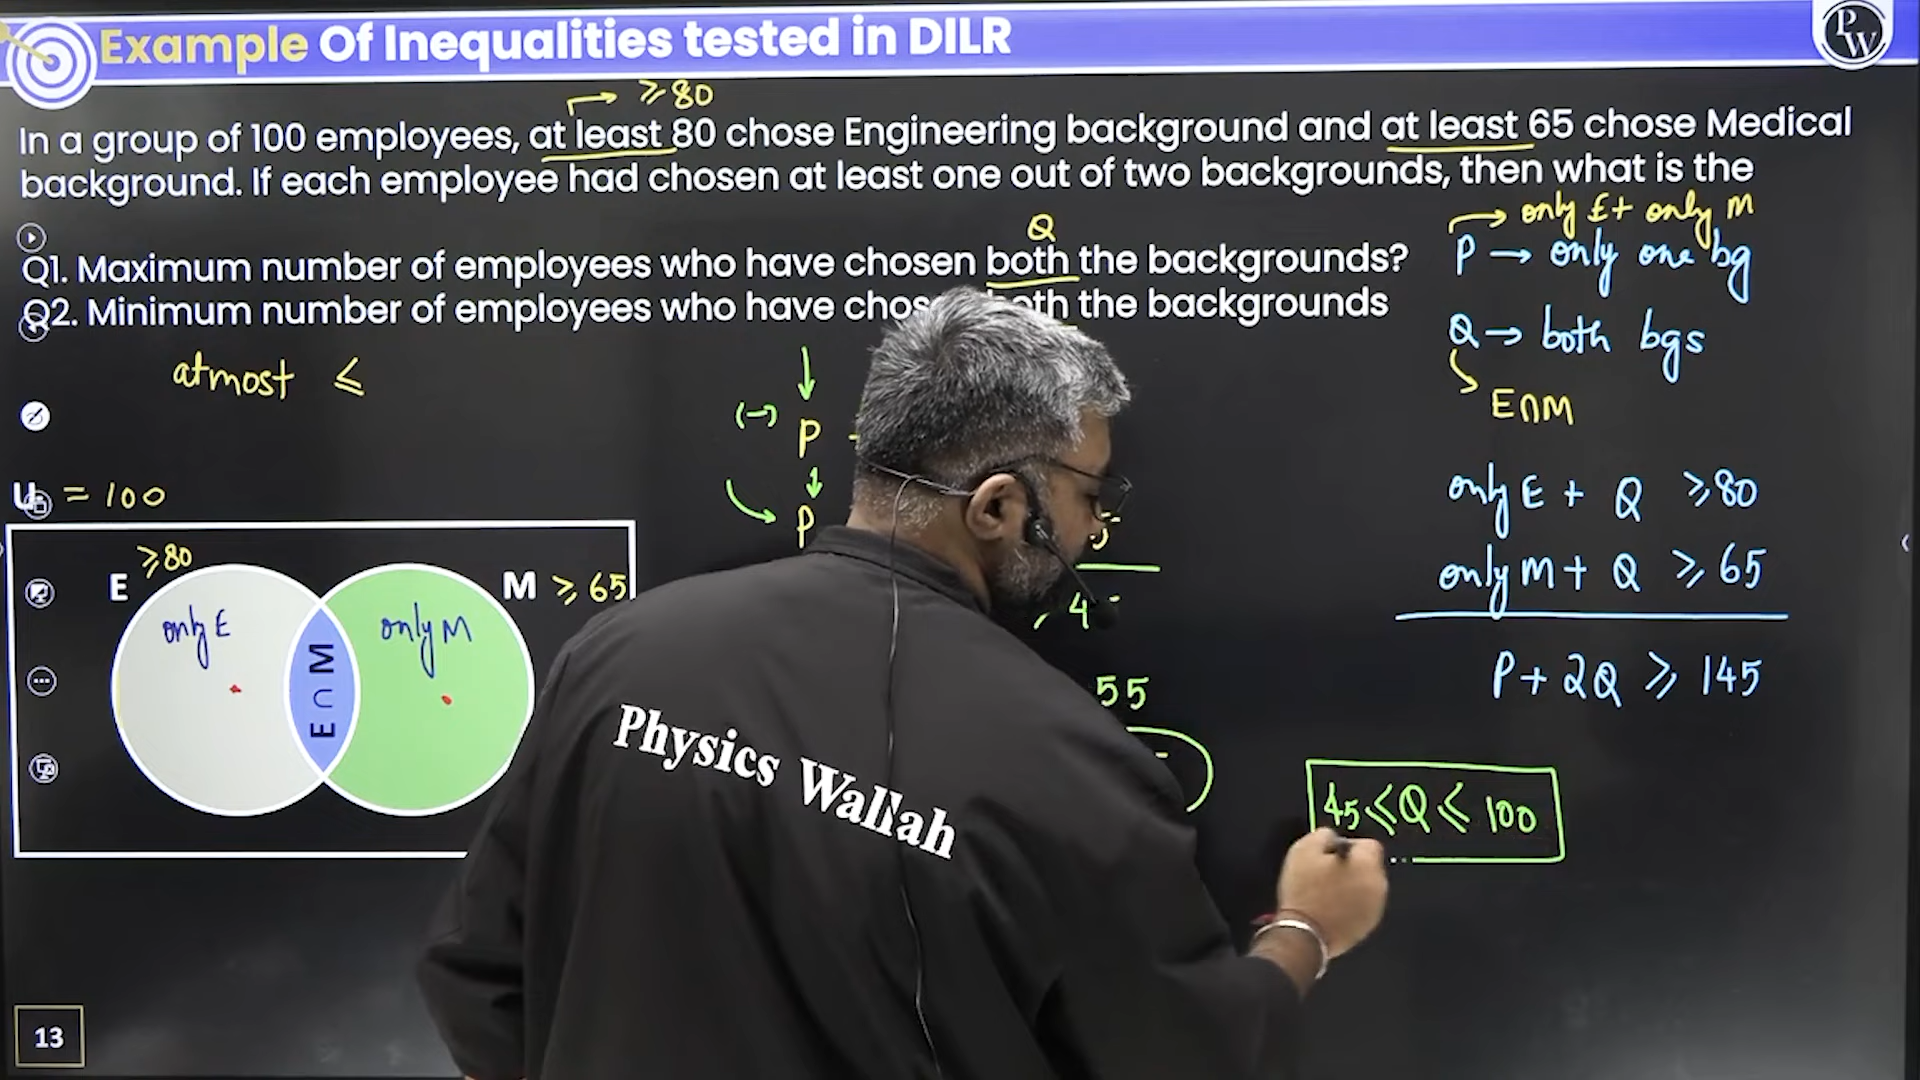 Example Of Inequalities tested in DILR
PW
→ ≥ 80
In a group of 100 employees, at least 80 chose Engineering background and at least 65 chose Medical
background. If each employee had chosen at least one out of two backgrounds, then what is the
Q
Q1. Maximum number of employees who have chosen both the backgrounds?
Q2. Minimum number of employees who have the backgrounds
→ only E + only M
P → only one bg
Q → both bgs
E∩M
atmost ≤
(-)
P
P
4
55
U = 100
≥80
E
M ≥ 65
only E
only M
E ∩ M
only E + Q ≥80
only M + Q ≥ 65
P + 2Q ≥ 145
45 ≤ Q ≤ 100
Physics Wallah
13